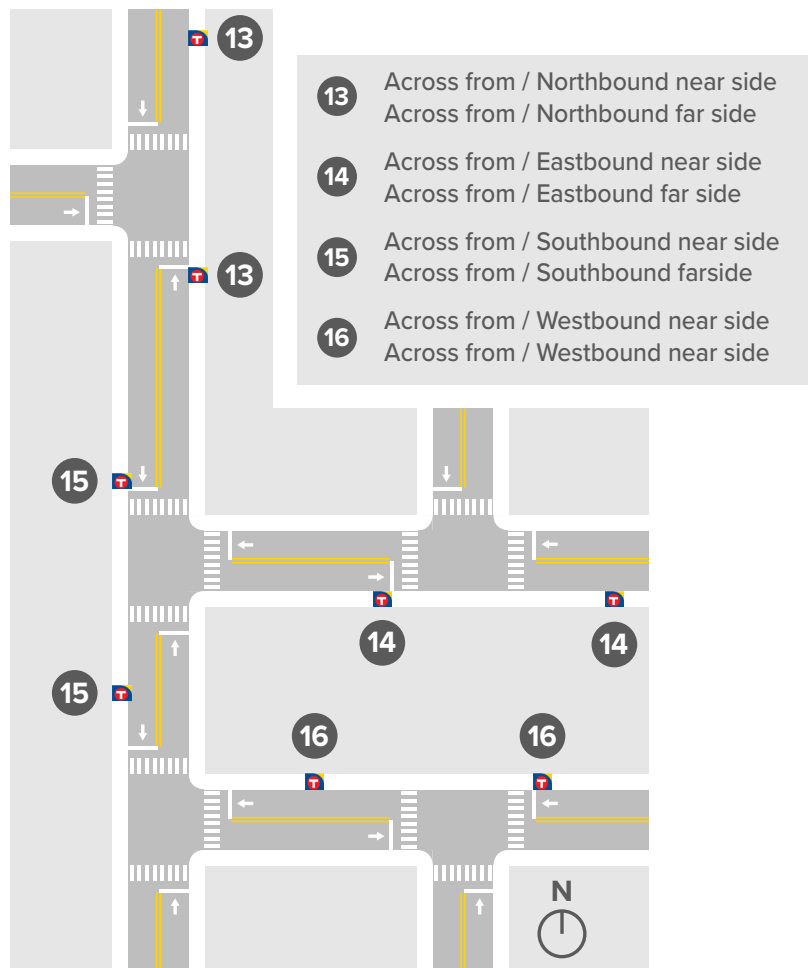 13
13
Across from / Northbound near side
Across from / Northbound far side
14
Across from / Eastbound near side
Across from / Eastbound far side
15
Across from / Southbound near side
Across from / Southbound farside
16
Across from / Westbound near side
Across from / Westbound near side
13
15
14
14
15
16
16
N
T
T
T
T
T
T
T
T